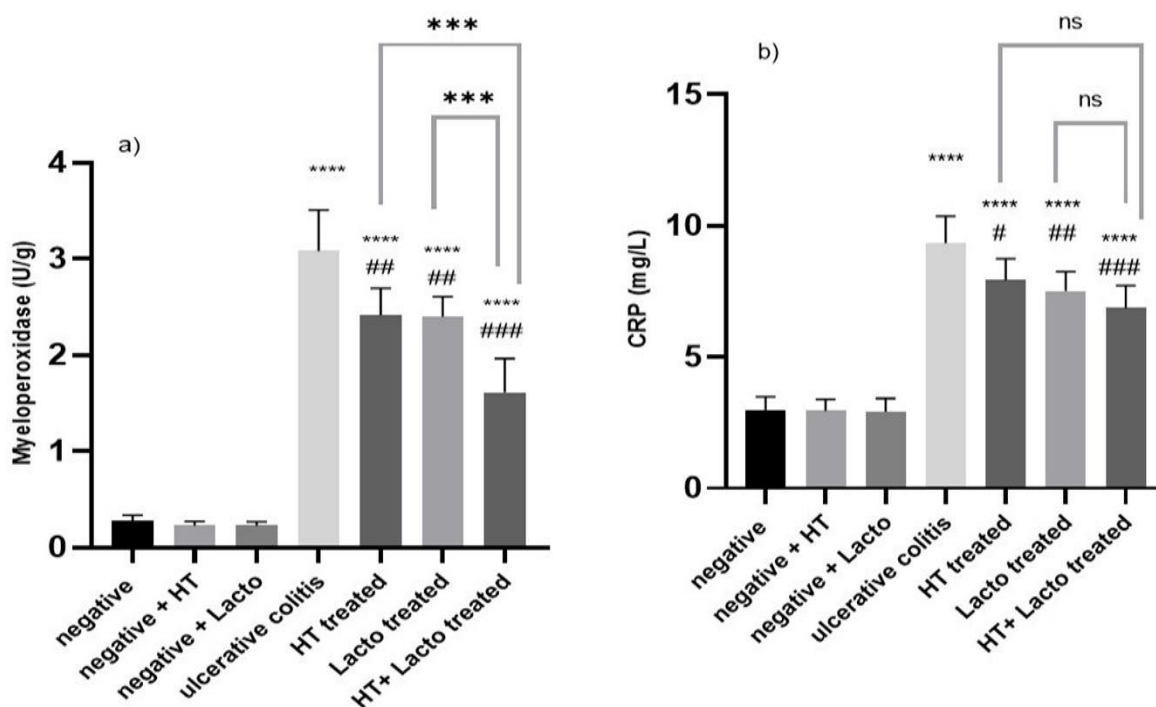 a)
***
***
Myeloperoxidase (U/g)
4
3
2
1
0
****
****
##
****
##
****
###
negative
negative + HT
negative + Lacto
ulcerative colitis
HT treated
Lacto treated
HT+ Lacto treated
b)
ns
ns
CRP (mg/L)
15
10
5
0
****
****
#
****
##
****
###
negative
negative + HT
negative + Lacto
ulcerative colitis
HT treated
Lacto treated
HT+ Lacto treated